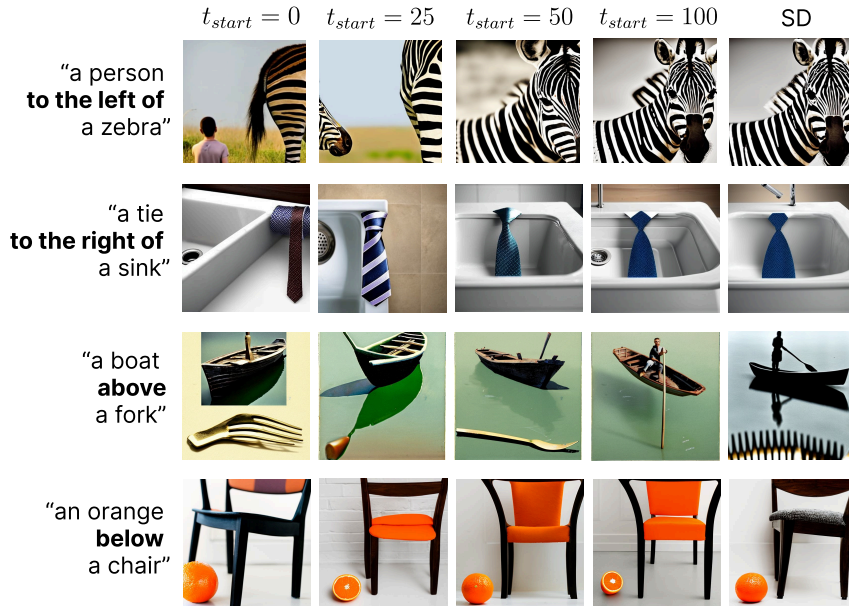 t_start = 0 t_start = 25 t_start = 50 t_start = 100 SD
“a person
to the left of
a zebra”
“a tie
to the right of
a sink”
“a boat
above
a fork”
“an orange
below
a chair”